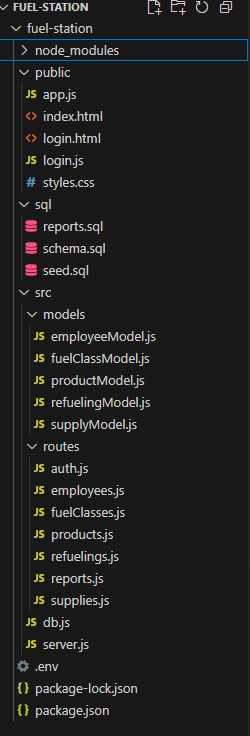 FUEL-STATION
fuel-station
node_modules
public
JS app.js
<> index.html
<> login.html
JS login.js
# styles.css
sql
reports.sql
schema.sql
seed.sql
src
models
JS employeeModel.js
JS fuelClassModel.js
JS productModel.js
JS refuelingModel.js
JS supplyModel.js
routes
JS auth.js
JS employees.js
JS fuelClasses.js
JS products.js
JS refuelings.js
JS reports.js
JS supplies.js
JS db.js
JS server.js
.env
{} package-lock.json
{} package.json